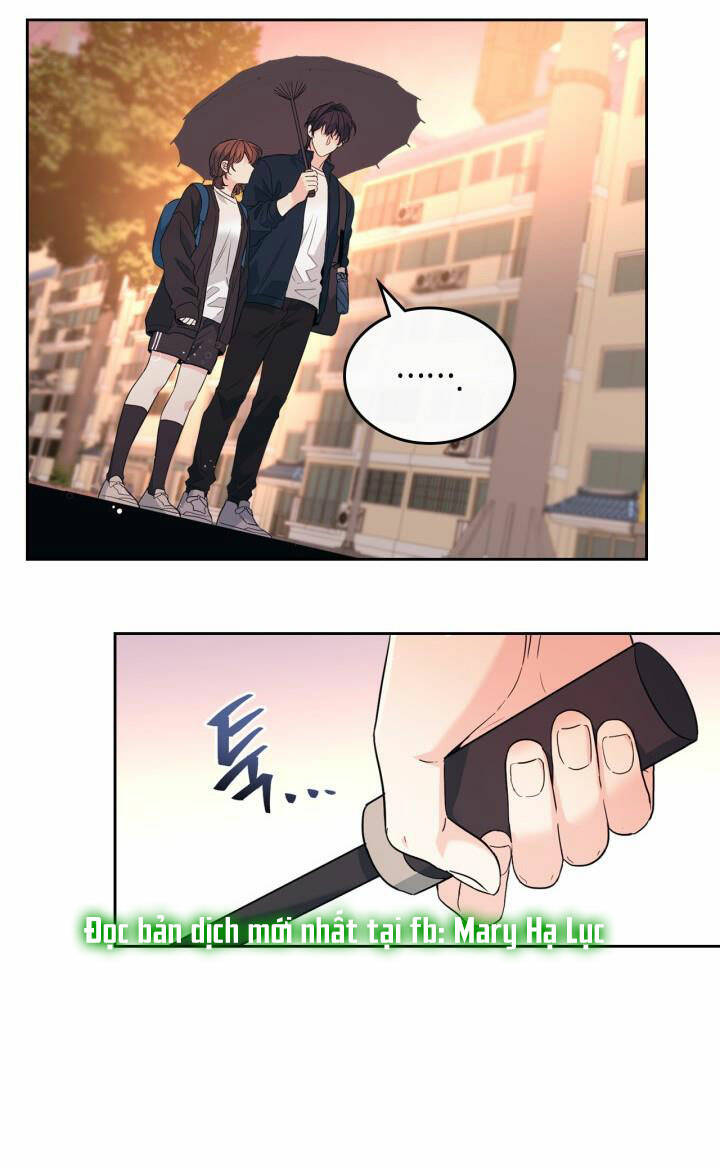 .......
툭...
Đọc bản dịch mới nhất tại fb: Mary Hạ Lục